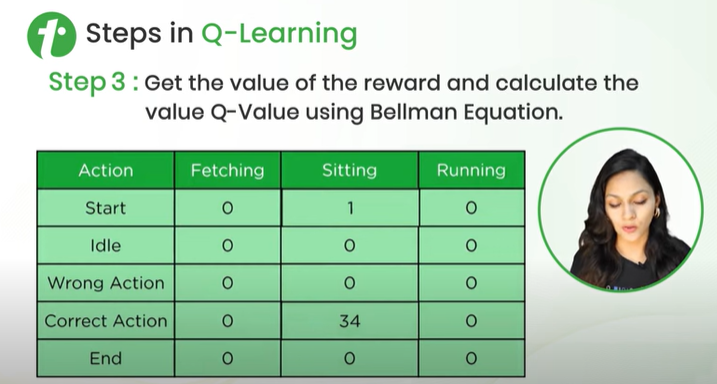 Steps in Q-Learning
Step 3 : Get the value of the reward and calculate the
value Q-Value using Bellman Equation.
Action Fetching Sitting Running
Start 0 1 0
Idle 0 0 0
Wrong Action 0 0 0
Correct Action 0 34 0
End 0 0 0